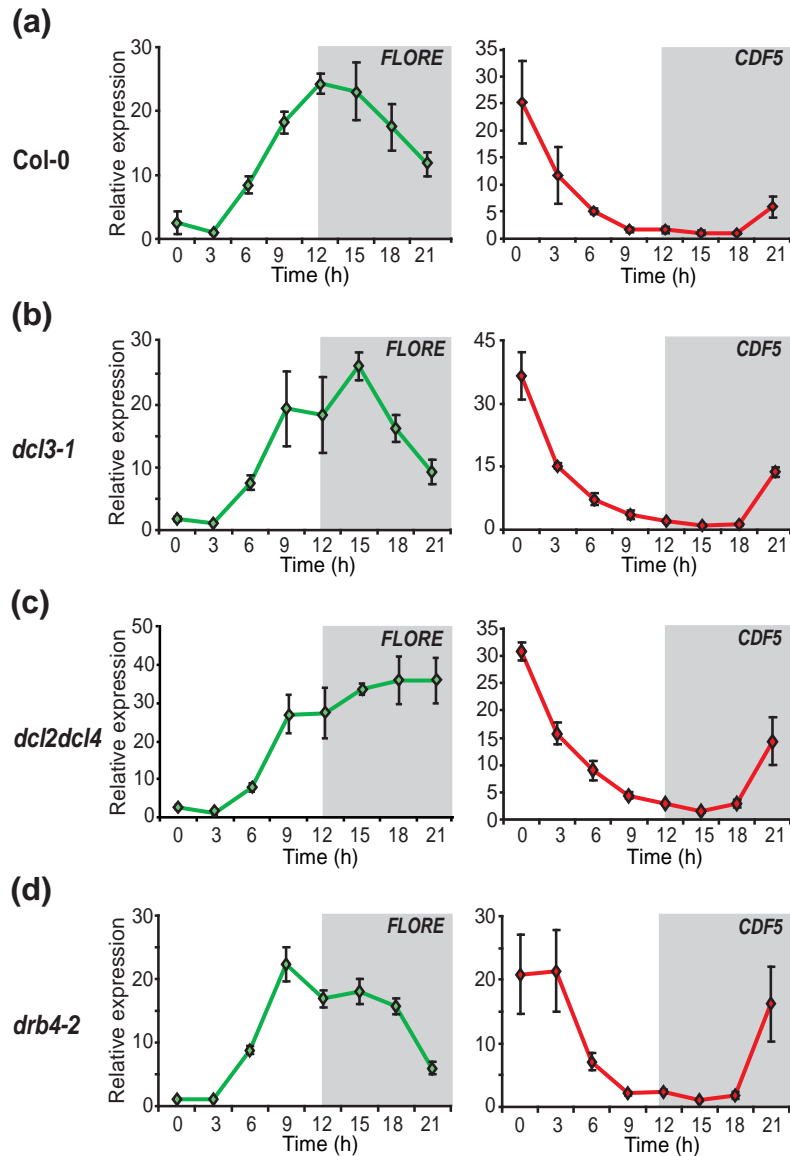 (a)
Col-0
Relative expression
30
20
10
0
FLORE
0 3 6 9 12 15 18 21
Time (h)
35
30
25
20
15
10
5
0
CDF5
0 3 6 9 12 15 18 21
Time (h)
(b)
dcl3-1
Relative expression
30
20
10
0
FLORE
0 3 6 9 12 15 18 21
Time (h)
45
30
15
0
CDF5
0 3 6 9 12 15 18 21
Time (h)
(c)
dcl2dcl4
Relative expression
50
40
30
20
10
0
FLORE
0 3 6 9 12 15 18 21
Time (h)
35
30
25
20
15
10
5
0
CDF5
0 3 6 9 12 15 18 21
Time (h)
(d)
drb4-2
Relative expression
30
20
10
0
FLORE
0 3 6 9 12 15 18 21
Time (h)
30
20
10
0
CDF5
0 3 6 9 12 15 18 21
Time (h)